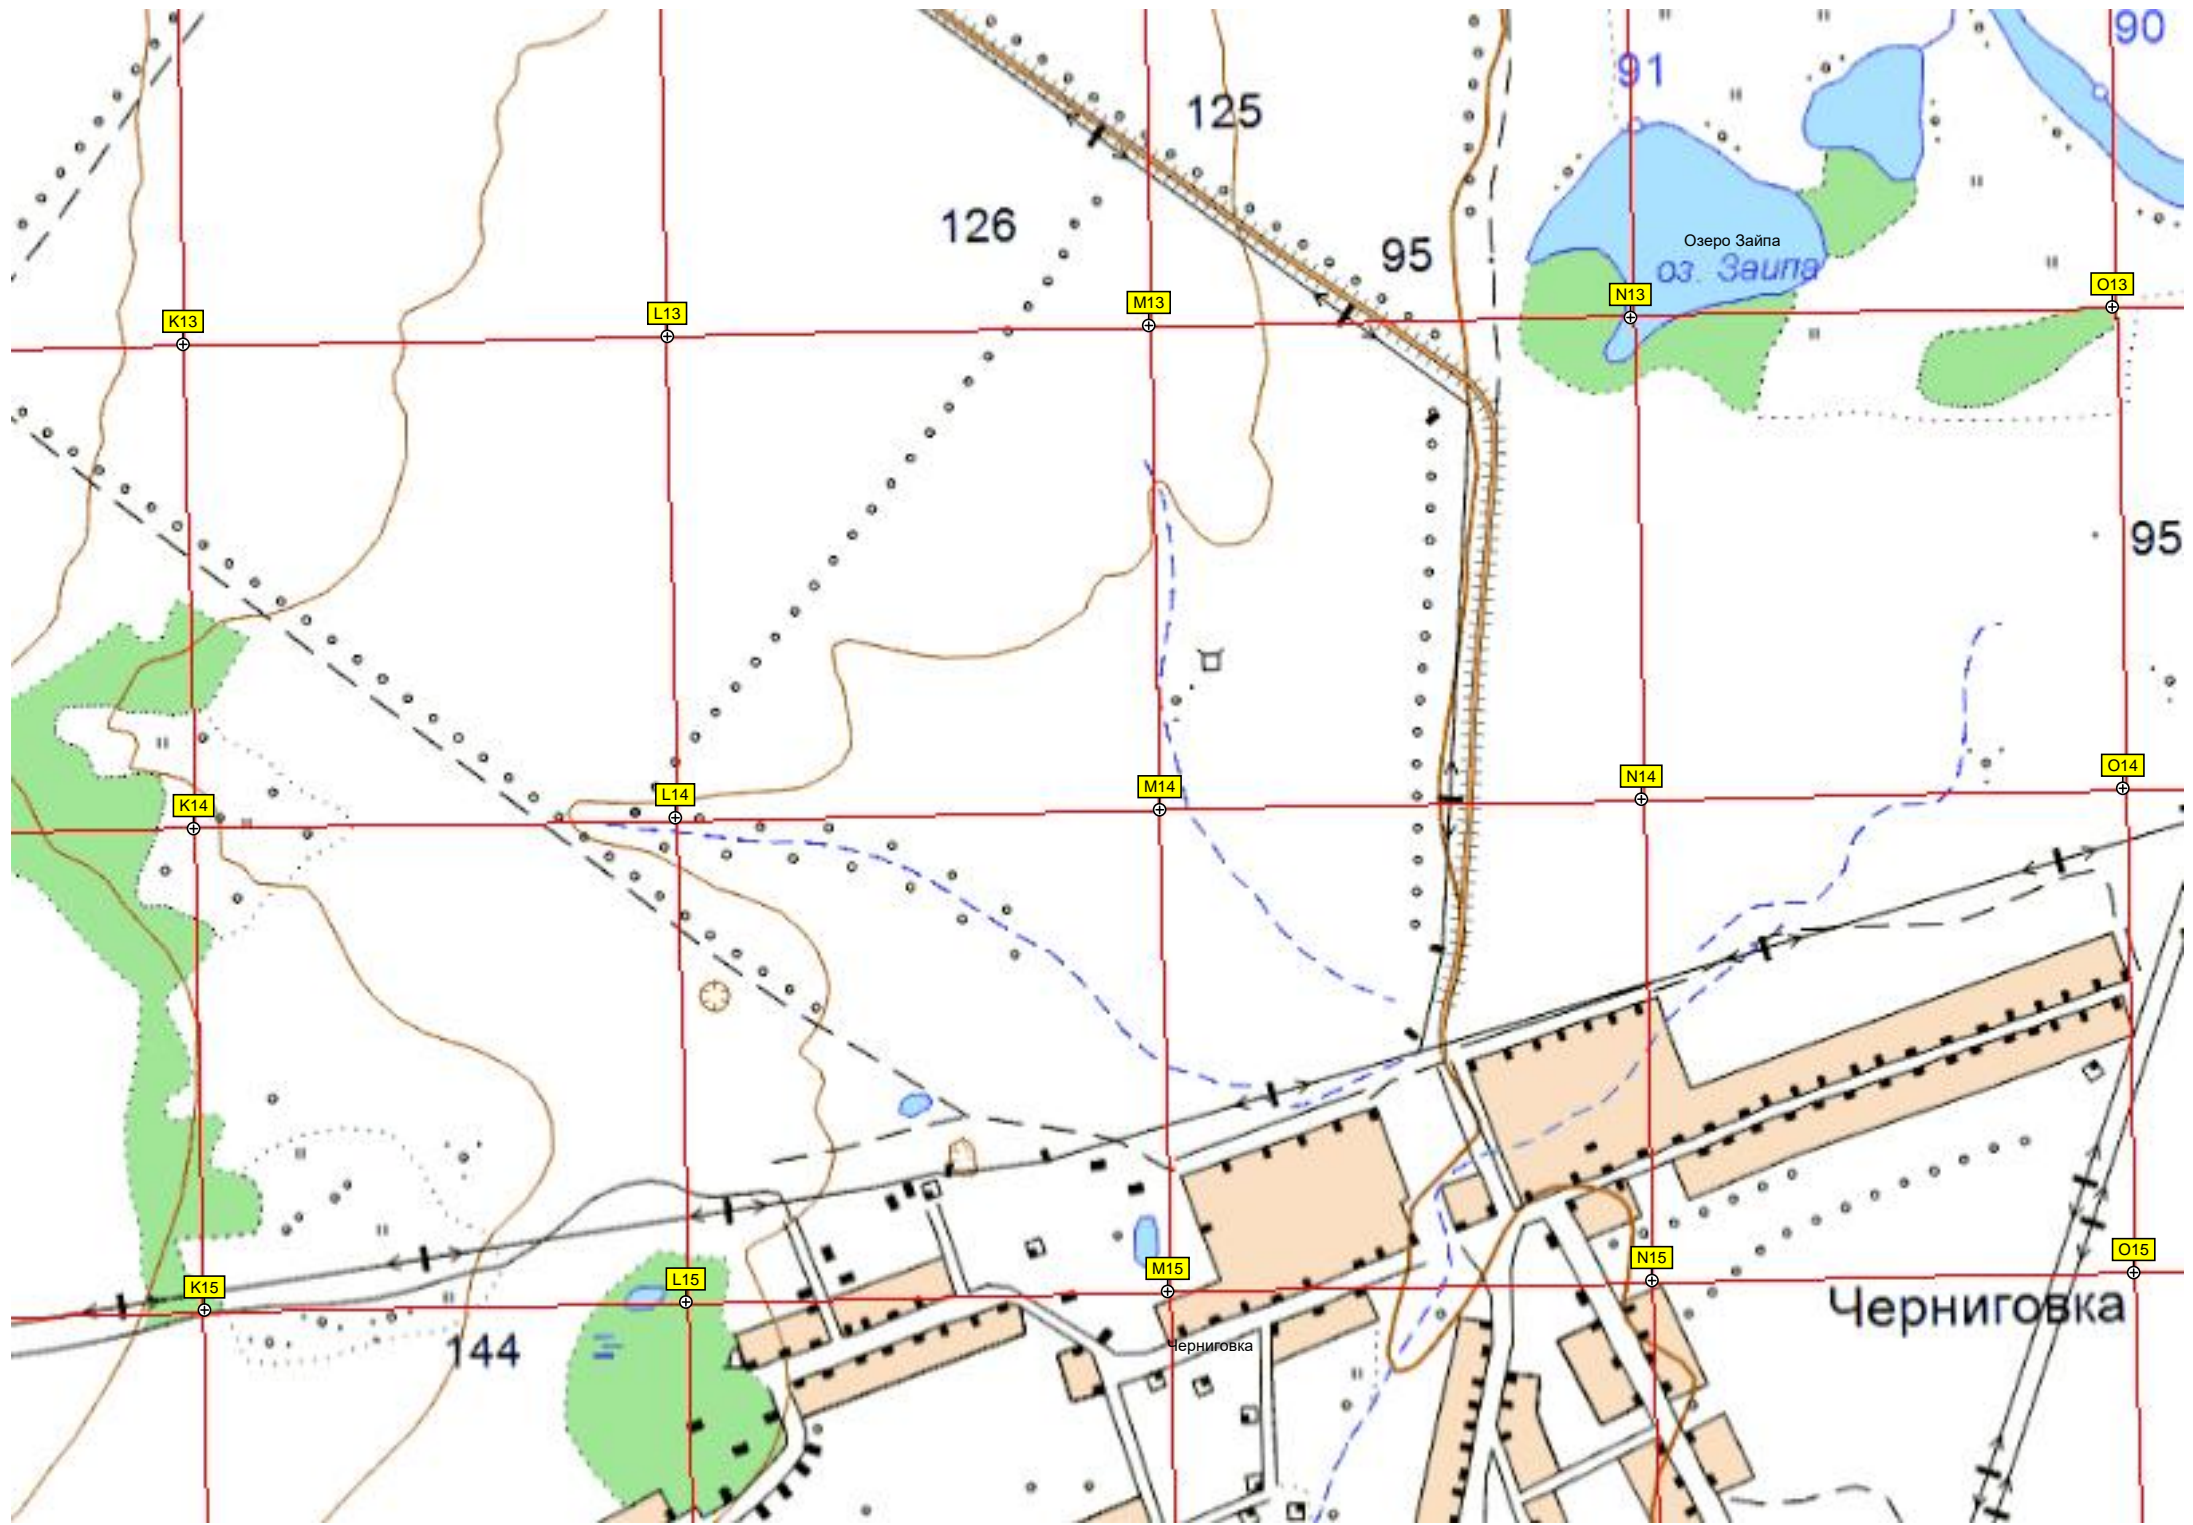 90
91
125
126
95
Озеро Зайпа
оз. Заипа
K13
L13
M13
N13
O13
95
K14
L14
M14
N14
O14
K15
L15
M15
N15
O15
Черниговка
144
Черниговка